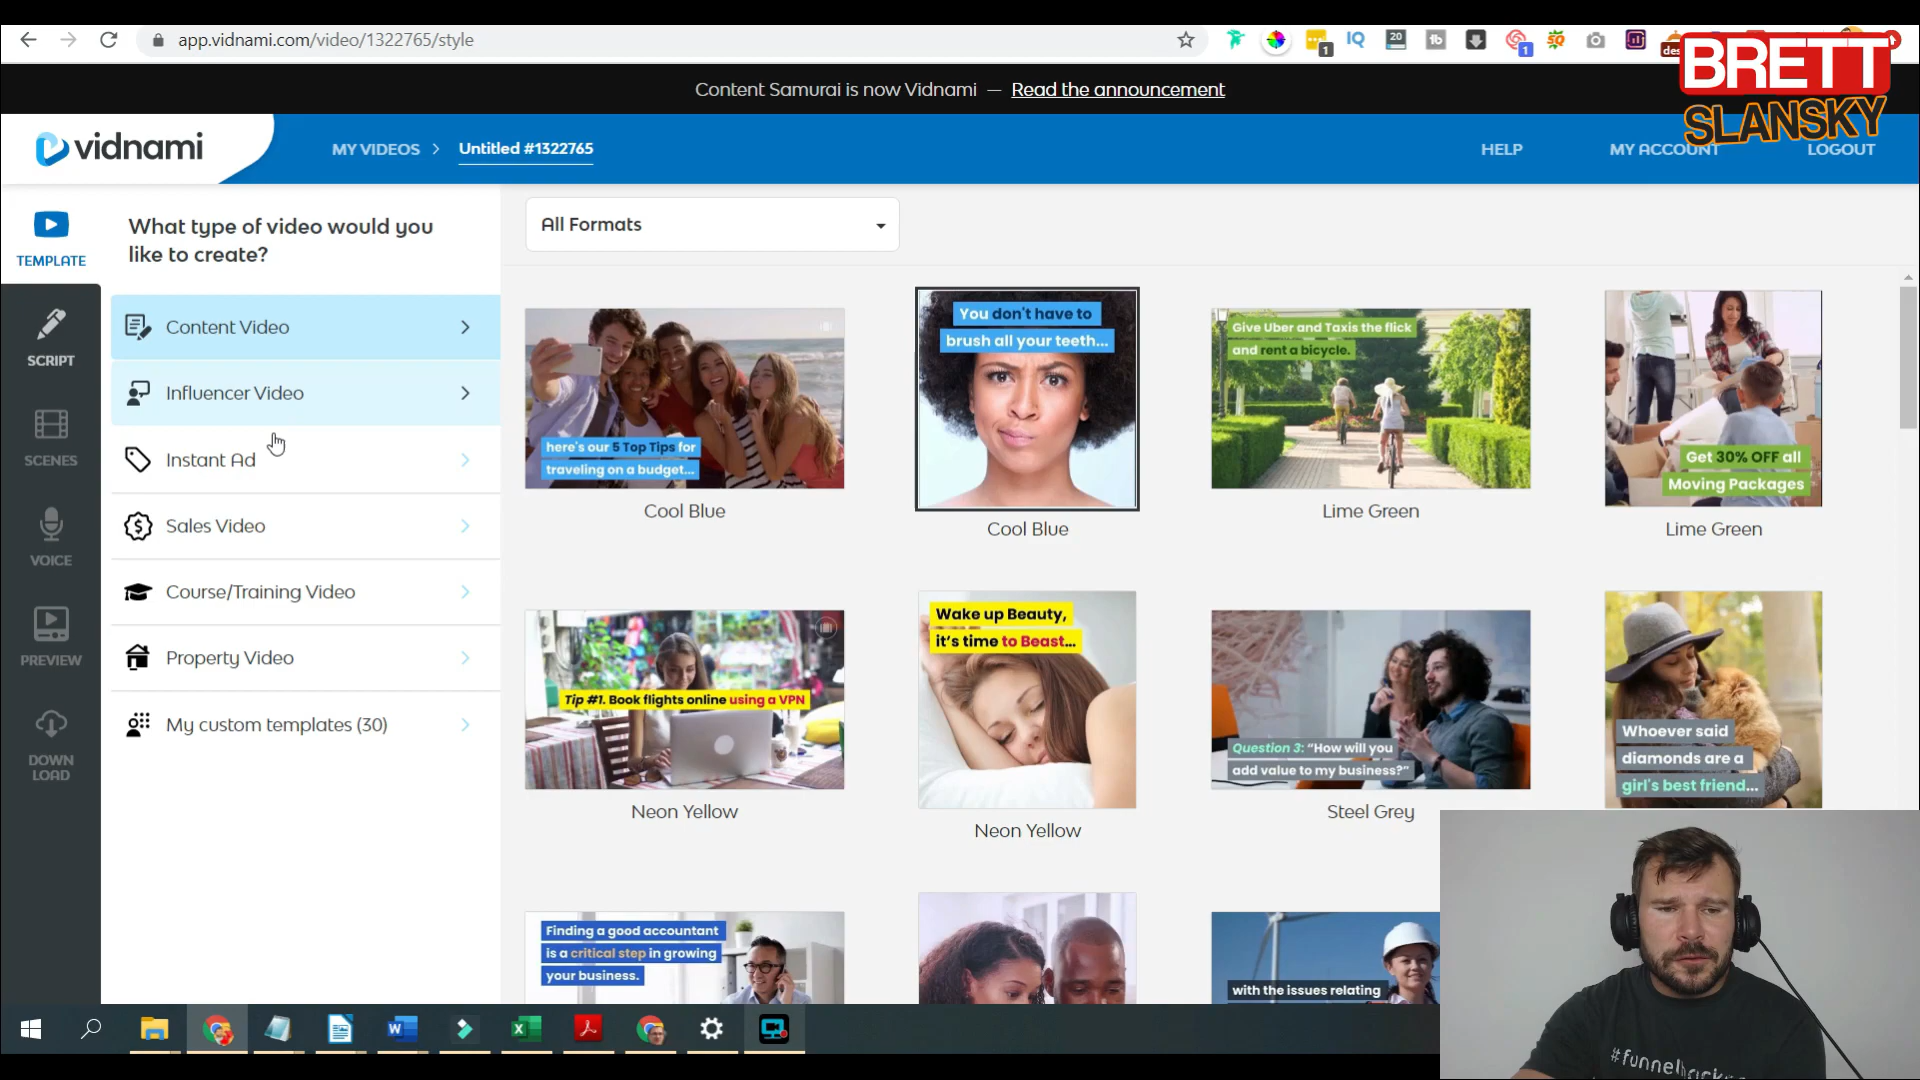 app.vidnami.com/video/1322765/style
BRETT
SLANSKY
Content Samurai is now Vidnami — Read the announcement
vidnami
MY VIDEOS > Untitled #1322765
HELP
MY ACCOUNT
LOGOUT
TEMPLATE
SCRIPT
SCENES
VOICE
PREVIEW
DOWN
LOAD
What type of video would you
like to create?
Content Video
Influencer Video
Instant Ad
Sales Video
Course/Training Video
Property Video
My custom templates (30)
All Formats
here's our 5 Top Tips for
traveling on a budget...
Cool Blue
You don't have to
brush all your teeth...
Cool Blue
Give Uber and Taxis the flick
and rent a bicycle.
Lime Green
Get 30% OFF all
Moving Packages
Lime Green
Tip #1. Book flights online using a VPN
Neon Yellow
Wake up Beauty,
it's time to Beast...
Neon Yellow
Question 3: "How will you
add value to my business?"
Steel Grey
Whoever said
diamonds are a
girl's best friend...
Finding a good accountant
is a critical step in growing
your business.
with the issues relating